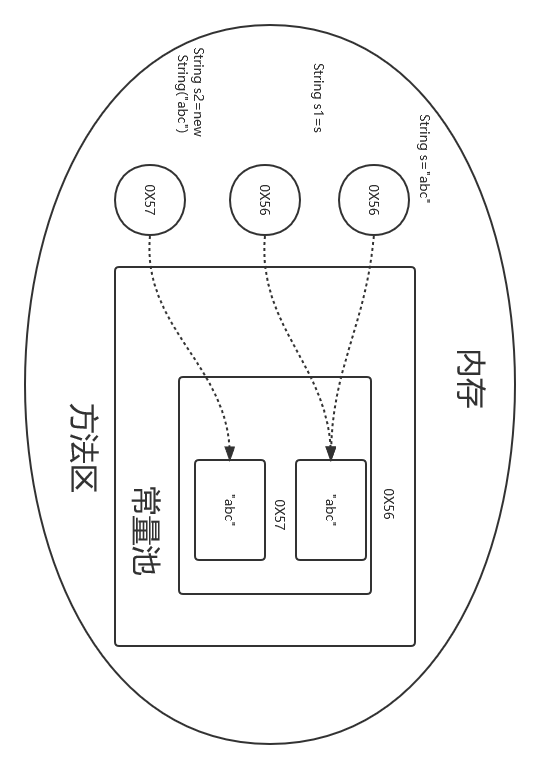 内存
String s="abc"
String s1=s
String s2=new
String("abc")
0X56
0X56
0X57
0X56
"abc"
0X57
"abc"
常量池
方法区